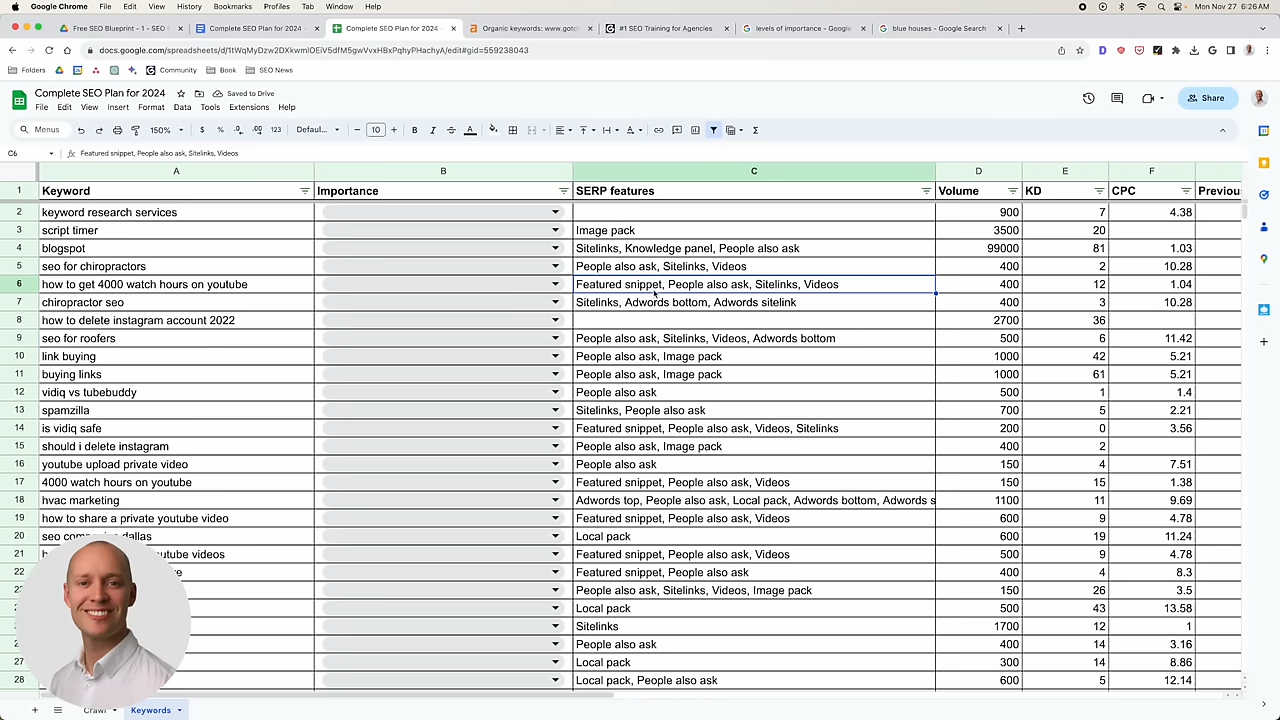 Google Chrome File Edit View History Bookmarks Profiles Tab Window Help Mon Nov 27 6:26 AM
Free SEO Blueprint - 1 - SEO Complete SEO Plan for 2024 Complete SEO Plan for 2024 Organic keywords: www.gotch #1 SEO Training for Agencies levels of importance - Google blue houses - Google Search
docs.google.com/spreadsheets/d/1tWqMyDzw2DXkwmIOEiV5dfM5gwVvxHBxPqhyPHachyA/edit#gid=559238043
Folders Community Book SEO News
Complete SEO Plan for 2024 Saved to Drive
File Edit View Insert Format Data Tools Extensions Help
Share
Menus 150% $ % .0 .00 123 Defaul... 10 B I A
C6 fx Featured snippet, People also ask, Sitelinks, Videos
A B C D E F
1 Keyword Importance SERP features Volume KD CPC Previou
2 keyword research services 900 7 4.38
3 script timer Image pack 3500 20
4 blogspot Sitelinks, Knowledge panel, People also ask 99000 81 1.03
5 seo for chiropractors People also ask, Sitelinks, Videos 400 2 10.28
6 how to get 4000 watch hours on youtube Featured snippet, People also ask, Sitelinks, Videos 400 12 1.04
7 chiropractor seo Sitelinks, Adwords bottom, Adwords sitelink 400 3 10.28
8 how to delete instagram account 2022 2700 36
9 seo for roofers People also ask, Sitelinks, Videos, Adwords bottom 500 6 11.42
10 link buying People also ask, Image pack 1000 42 5.21
11 buying links People also ask, Image pack 1000 61 5.21
12 vidiq vs tubebuddy People also ask 500 1 1.4
13 spamzilla Sitelinks, People also ask 700 5 2.21
14 is vidiq safe Featured snippet, People also ask, Videos, Sitelinks 200 0 3.56
15 should i delete instagram People also ask, Image pack 400 2
16 youtube upload private video People also ask 150 4 7.51
17 4000 watch hours on youtube Featured snippet, People also ask, Videos 150 15 1.38
18 hvac marketing Adwords top, People also ask, Local pack, Adwords bottom, Adwords s 1100 11 9.69
19 how to share a private youtube video Featured snippet, People also ask, Videos 600 9 4.78
20 seo dallas Local pack 600 19 11.24
21 videos Featured snippet, People also ask, Videos 500 9 4.78
22 Featured snippet, People also ask 400 4 8.3
People also ask, Sitelinks, Videos, Image pack 150 26 3.5
Local pack 500 43 13.58
Sitelinks 1700 12 1
People also ask 400 14 3.16
27 Local pack 300 14 8.86
28 Local pack, People also ask 600 5 12.14
Crawl Keywords